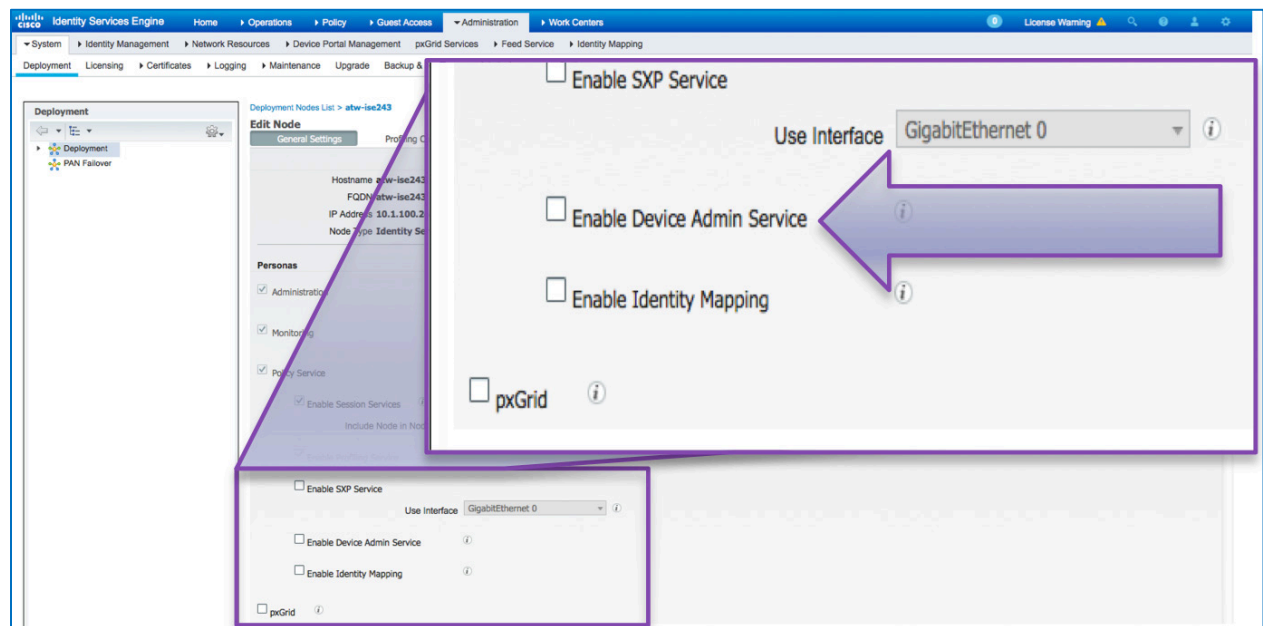 cisco Identity Services Engine Home Operations Policy Guest Access Administration Work Centers 0 License Warning
System Identity Management Network Resources Device Portal Management pxGrid Services Feed Service Identity Mapping
Deployment Licensing Certificates Logging Maintenance Upgrade Backup &
Deployment
Deployment
PAN Failover
Deployment Nodes List > atw-ise243
Edit Node
General Settings Profiling C
Hostname atw-ise243
FQDN atw-ise243
IP Address 10.1.100.2
Node Type Identity Se
Personas
Administration
Monitoring
Policy Service
Enable Session Services
Include Node in Nod
Enable Profiling Service
Enable SXP Service
Use Interface GigabitEthernet 0
Enable Device Admin Service
Enable Identity Mapping
pxGrid
Enable SXP Service
Use Interface GigabitEthernet 0
Enable Device Admin Service
Enable Identity Mapping
pxGrid